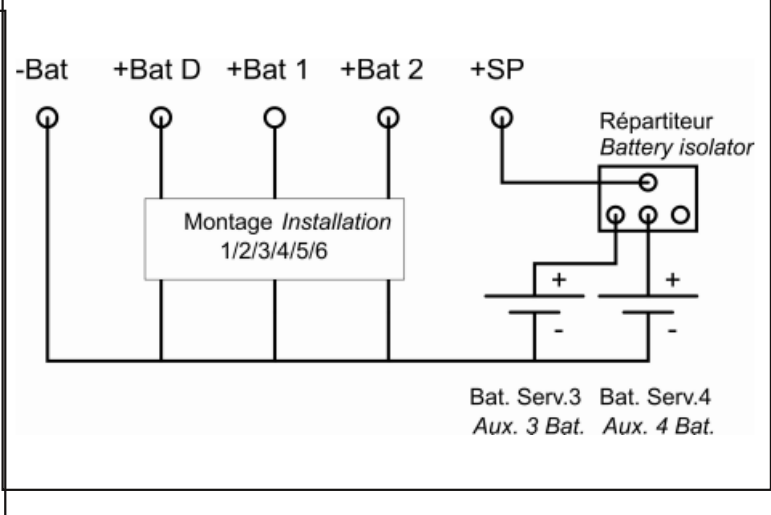 -Bat +Bat D +Bat 1 +Bat 2 +SP
Répartiteur
Battery isolator
Montage Installation
1/2/3/4/5/6
+ +
- -
Bat. Serv.3 Bat. Serv.4
Aux. 3 Bat. Aux. 4 Bat.